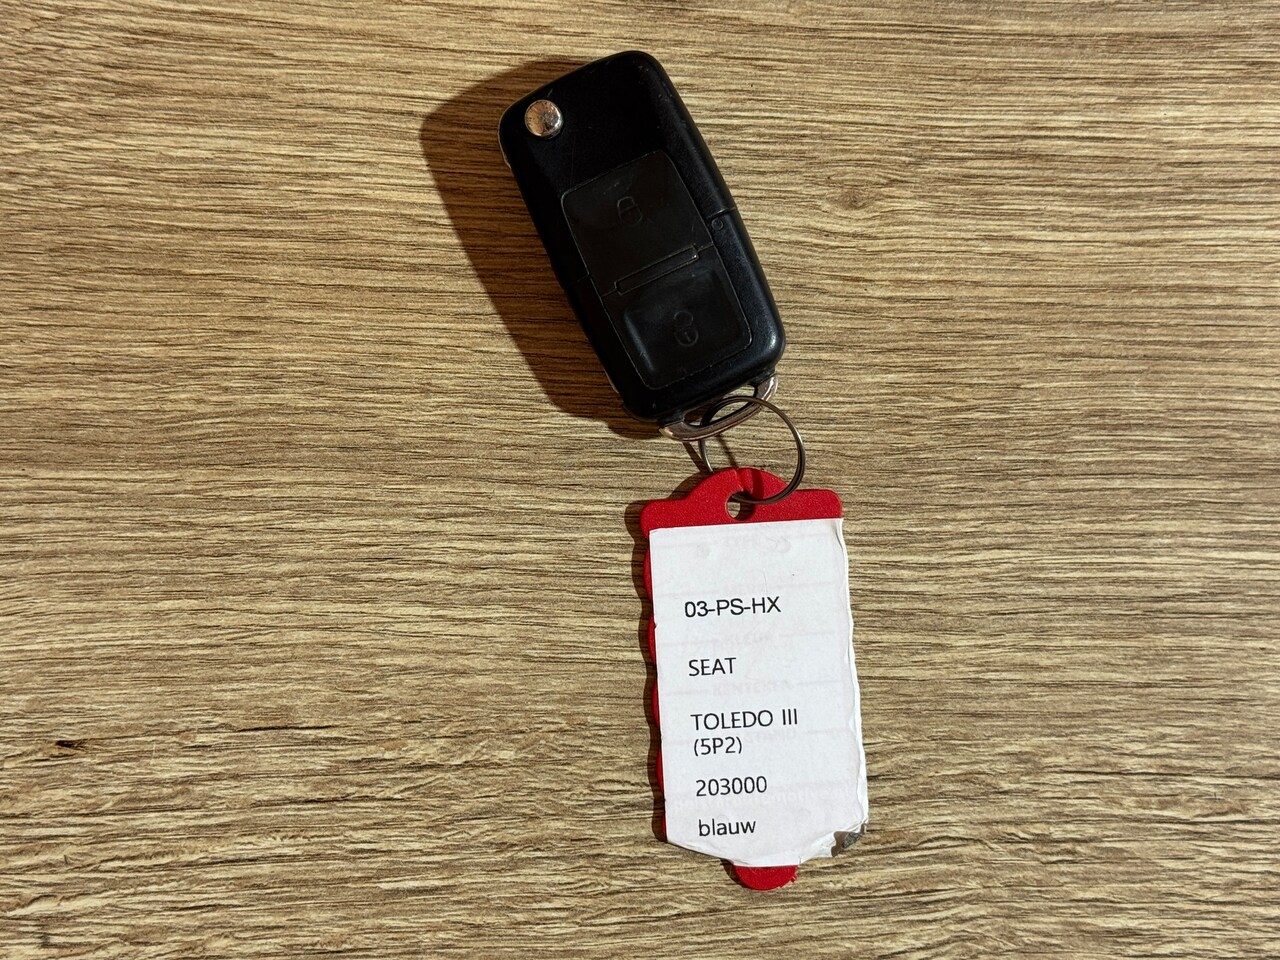 03-PS-HX
SEAT
TOLEDO III
(5P2)
203000
blauw